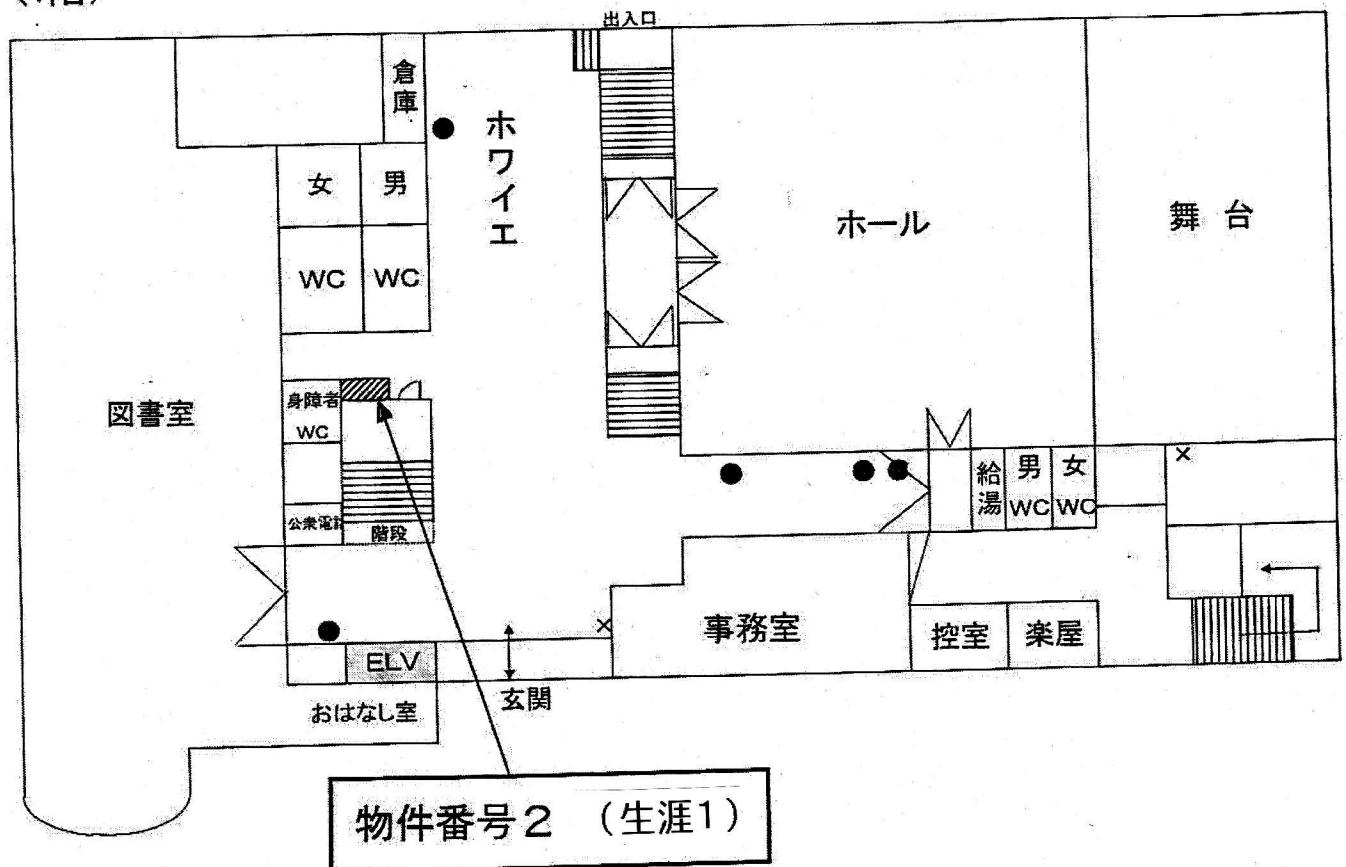 出入口
倉庫
ホワイエ
女
男
WC
WC
ホール
舞台
図書室
身障者
WC
公衆電話
階段
給湯
男
WC
女
WC
事務室
控室
楽屋
ELV
玄関
おはなし室
物件番号2 (生涯1)